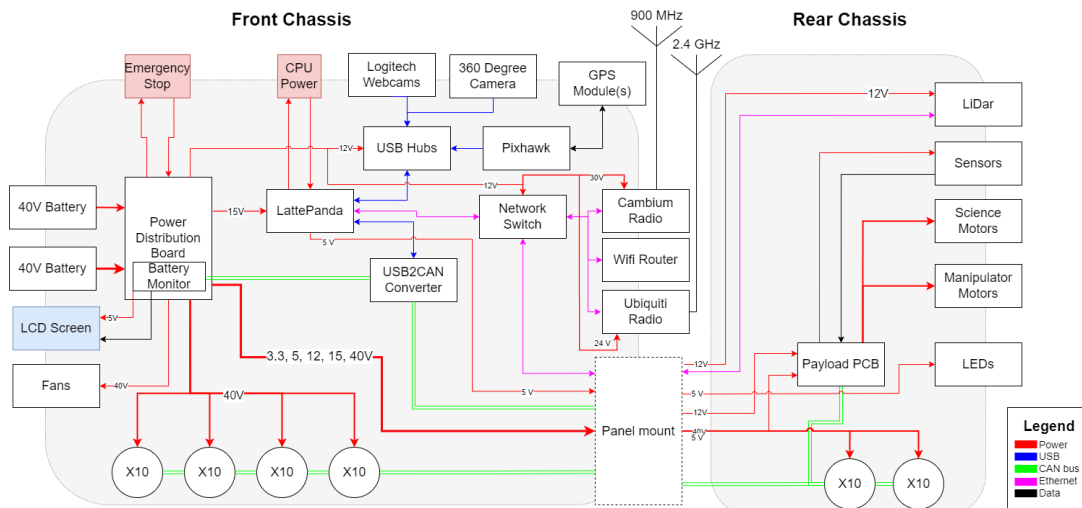 Front Chassis
Rear Chassis
900 MHz
2.4 GHz
Emergency
Stop
CPU
Power
Logitech
Webcams
360 Degree
Camera
GPS
Module(s)
12V
LiDar
USB Hubs
Pixhawk
12V
12V
30V
Sensors
40V Battery
Power
Distribution
Board
Battery
Monitor
15V
LattePanda
Network
Switch
Cambium
Radio
Science
Motors
5 V
40V Battery
USB2CAN
Converter
Wifi Router
Manipulator
Motors
LCD Screen
5V
Ubiquiti
Radio
24 V
3.3, 5, 12, 15, 40V
12V
Payload PCB
LEDs
Fans
40V
40V
5 V
5 V
12V
Panel mount
40V
5 V
X10
X10
X10
X10
X10
X10
Legend
Power
USB
CAN bus
Ethernet
Data